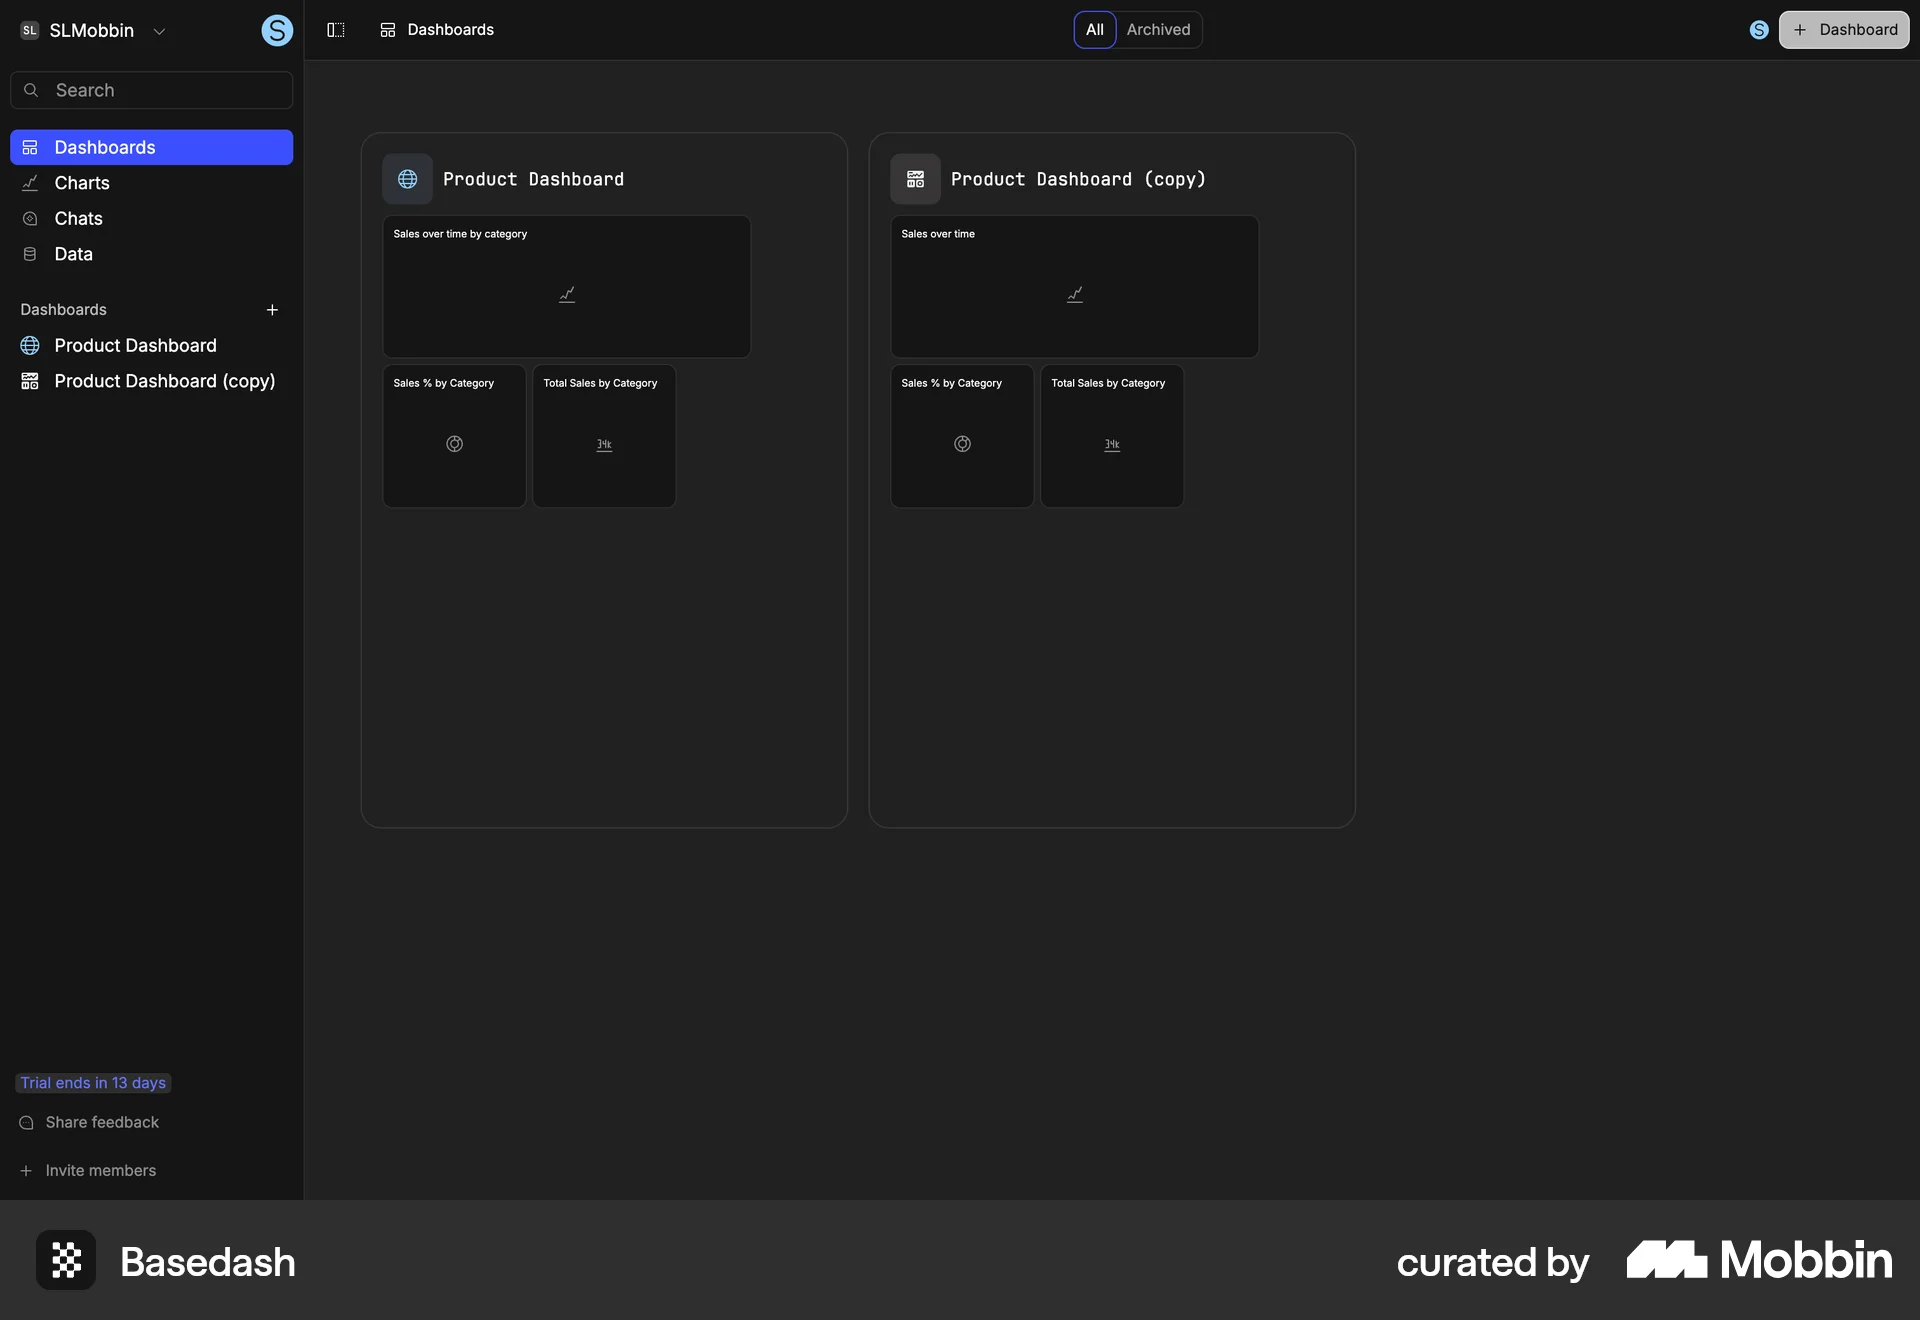 SL SLMobbin
S
Search
Dashboards
Charts
Chats
Data
Dashboards
Product Dashboard
Product Dashboard (copy)
Trial ends in 13 days
Share feedback
Invite members
Dashboards
All Archived
S
Dashboard
Product Dashboard
Sales over time by category
Sales % by Category
Total Sales by Category
34k
Product Dashboard (copy)
Sales over time
Sales % by Category
Total Sales by Category
34k
Basedash
curated by Mobbin